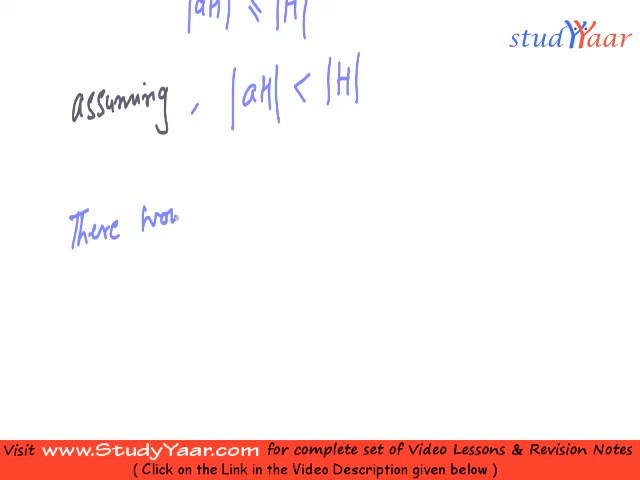 |aH| ⩽ |H|
studYYaar
assuming, |aH| < |H|
There wou
Visit www.StudyYaar.com for complete set of Video Lessons & Revision Notes
( Click on the Link in the Video Description given below )